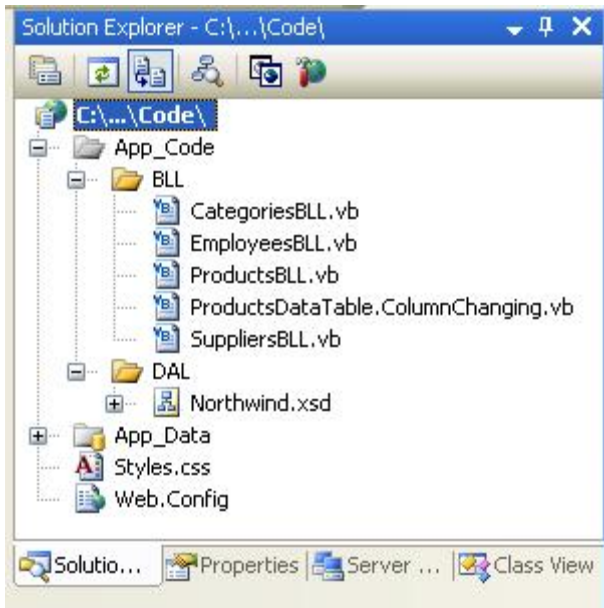 Solution Explorer - C:\...\Code\
C:\...\Code\
App_Code
BLL
CategoriesBLL.vb
EmployeesBLL.vb
ProductsBLL.vb
ProductsDataTable.ColumnChanging.vb
SuppliersBLL.vb
DAL
Northwind.xsd
App_Data
Styles.css
Web.Config
Solutio... Properties Server ... Class View